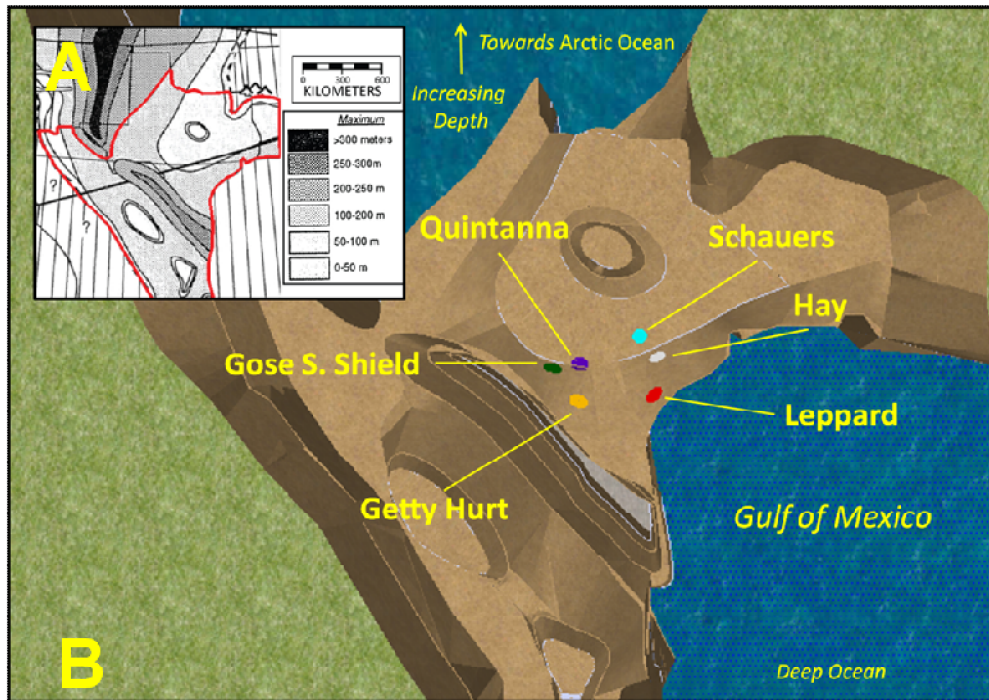 A
0 300 600
KILOMETERS
Maximum
>300 meters
250-300m
200-250 m
100-200 m
50-100 m
0-50 m
?
?
Towards Arctic Ocean
Increasing
Depth
Quintanna
Schauers
Hay
Gose S. Shield
Leppard
Getty Hurt
Gulf of Mexico
B
Deep Ocean